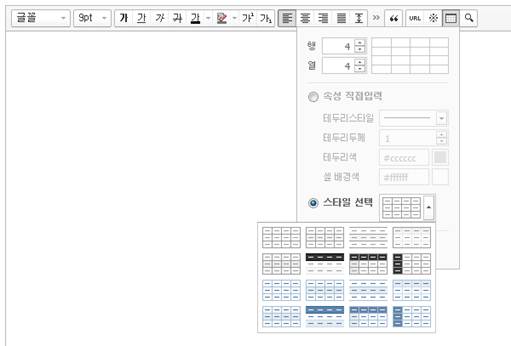 글꼴 9pt 가 가 가 가 가 가¹ 가₁ URL
행 4
열 4
속성 직접입력
테두리스타일
테두리두께 1
테두리색 #cccccc
셀 배경색 #ffffff
스타일 선택